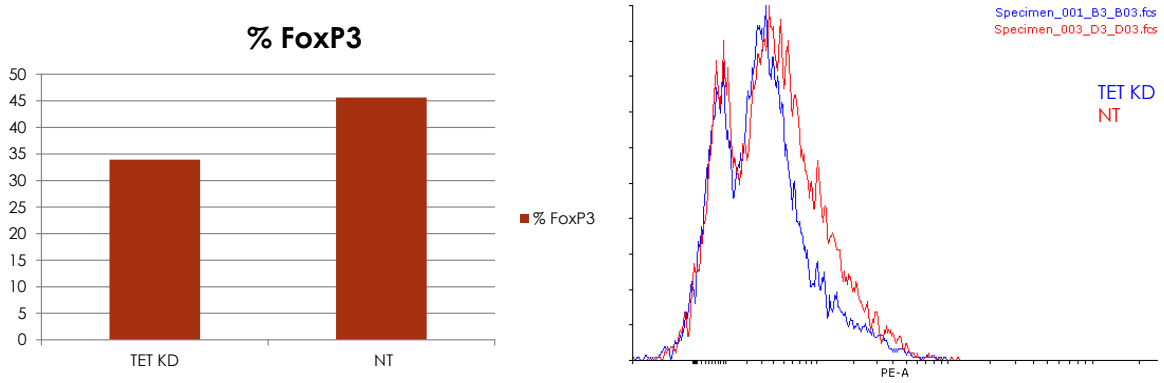 % FoxP3
50
45
40
35
30
25
20
15
10
5
0
TET KD
NT
% FoxP3
Specimen_001_B3_B03.fcs
Specimen_003_D3_D03.fcs
TET KD
NT
PE-A